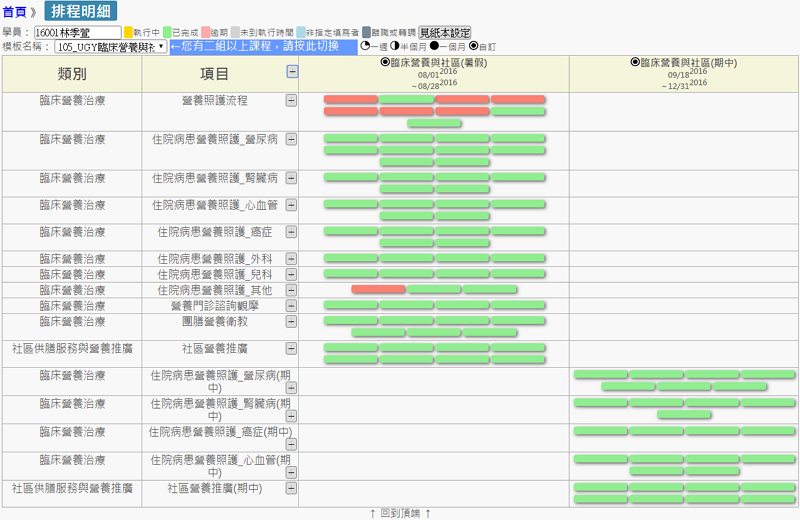 首頁 》 排程明細
學員： 16001林季萱 執行中 已完成 逾期 未到執行時間 非指定填寫者 離職或轉調 覓紙本設定
模板名稱： 105_UGY臨床營養與社 ←您有二組以上課程，請按此切換 一週 半個月 一個月 自訂
類別 項目 臨床營養與社區(暑假) 臨床營養與社區(期中)
08/01 2016 09/18 2016
~08/28 2016 ~12/31 2016
臨床營養治療 營養照護流程
臨床營養治療 住院病患營養照護_營尿病
臨床營養治療 住院病患營養照護_腎臟病
臨床營養治療 住院病患營養照護_心血管
臨床營養治療 住院病患營養照護_癌症
臨床營養治療 住院病患營養照護_外科
臨床營養治療 住院病患營養照護_兒科
臨床營養治療 住院病患營養照護_其他
臨床營養治療 營養門診諮詢觀摩
臨床營養治療 團膳營養衛教
社區供膳服務與營養推廣 社區營養推廣
臨床營養治療 住院病患營養照護_營尿病(期
中)
臨床營養治療 住院病患營養照護_腎臟病(期
中)
臨床營養治療 住院病患營養照護_癌症(期中)
臨床營養治療 住院病患營養照護_心血管(期
中)
社區供膳服務與營養推廣 社區營養推廣(期中)
↑ 回到頂端 ↑